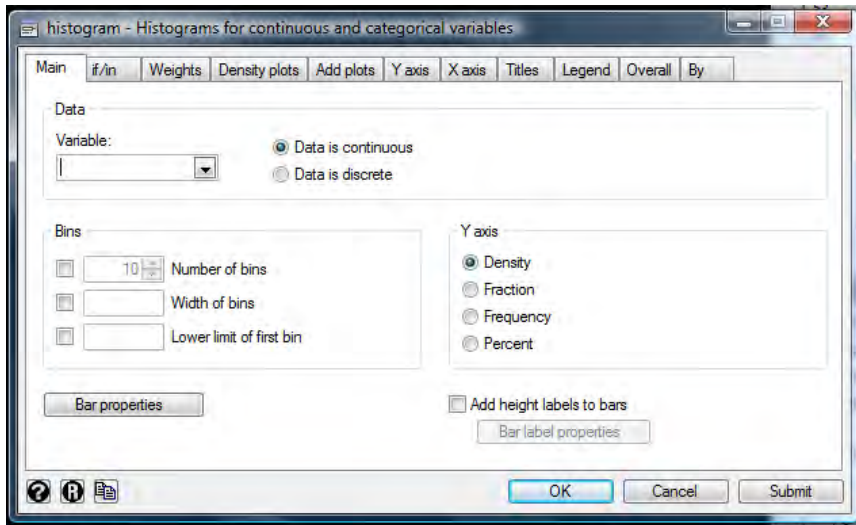 histogram - Histograms for continuous and categorical variables
Main if/in Weights Density plots Add plots Y axis X axis Titles Legend Overall By
Data
Variable:
Data is continuous
Data is discrete
Bins
10 Number of bins
Width of bins
Lower limit of first bin
Y axis
Density
Fraction
Frequency
Percent
Bar properties
Add height labels to bars
Bar label properties
? R
OK Cancel Submit